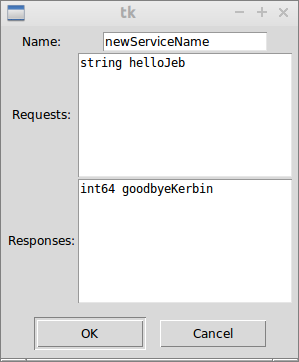 tk
Name: newServiceName
string helloJeb
Requests:
int64 goodbyeKerbin
Responses:
OK Cancel